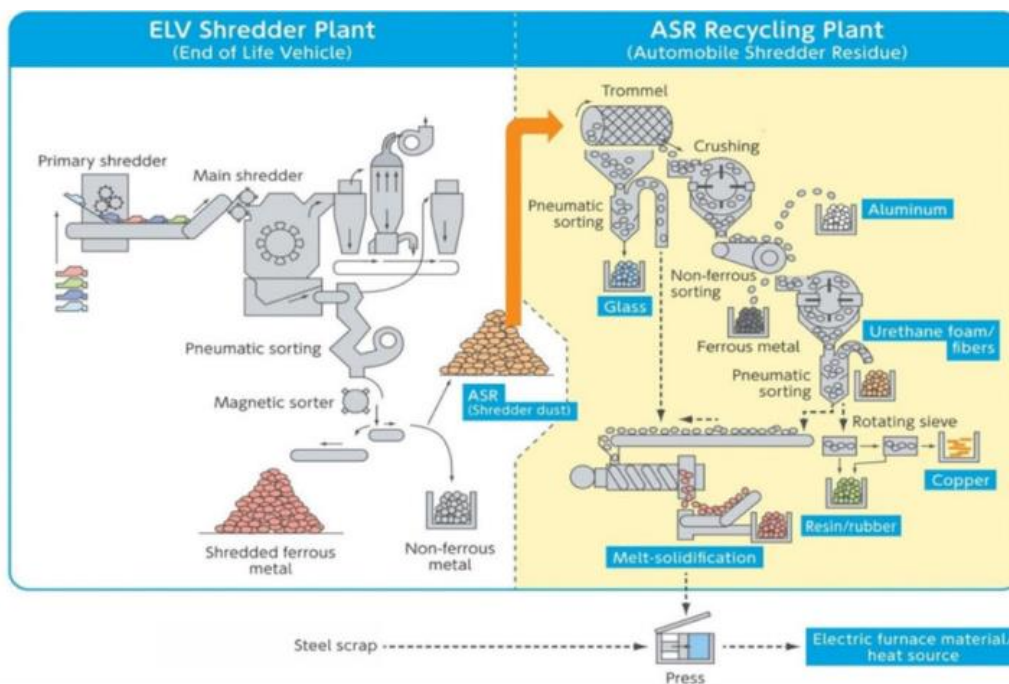 ELV Shredder Plant
(End of Life Vehicle)
ASR Recycling Plant
(Automobile Shredder Residue)
Primary shredder
Main shredder
Pneumatic sorting
Magnetic sorter
ASR
(Shredder dust)
Shredded ferrous
metal
Non-ferrous
metal
Trommel
Crushing
Pneumatic
sorting
Aluminum
Glass
Non-ferrous
sorting
Ferrous metal
Urethane foam/
fibers
Pneumatic
sorting
Rotating sieve
Copper
Resin/rubber
Melt-solidification
Steel scrap
Press
Electric furnace material/
heat source